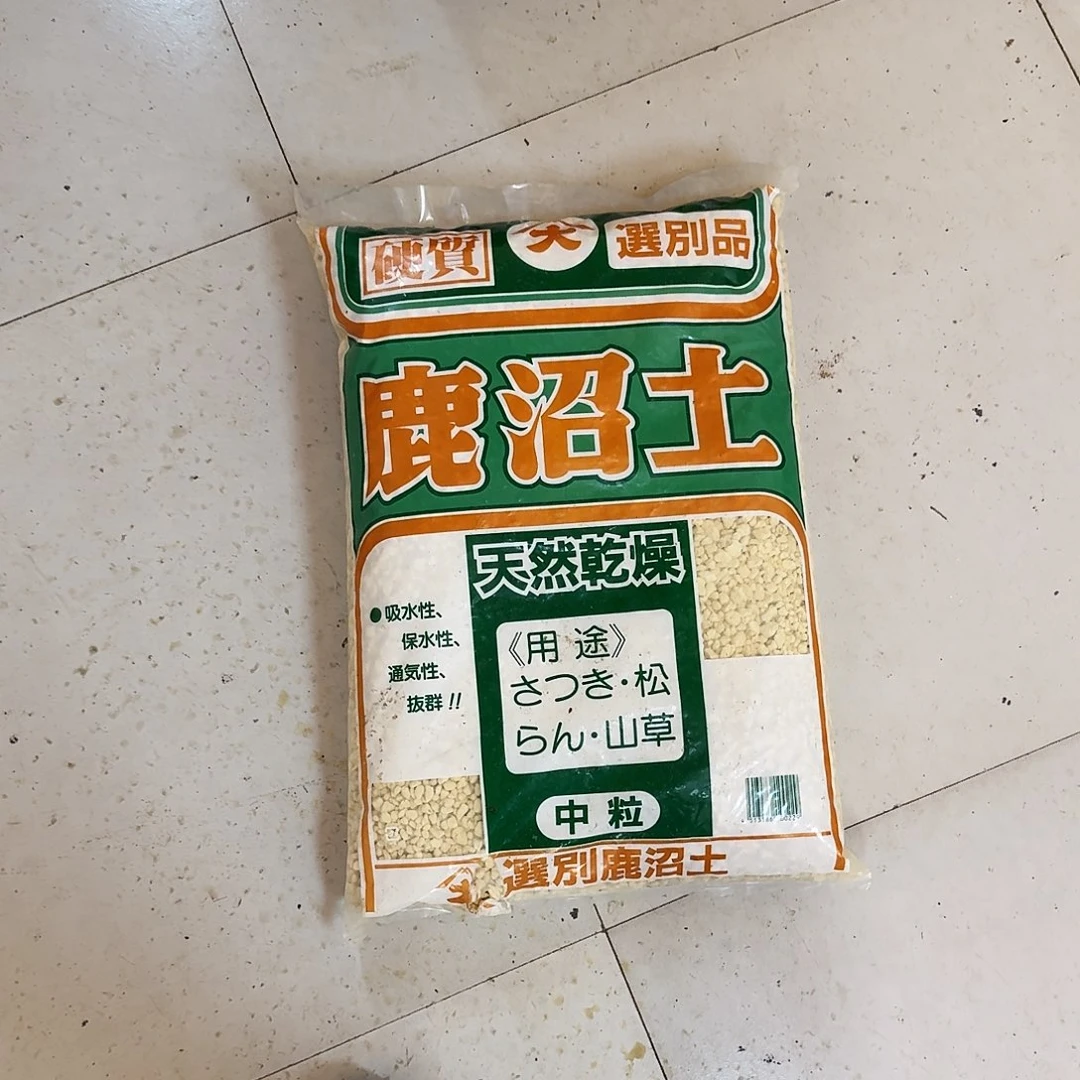 硬質
大
選別品
鹿沼土
天然乾燥
●吸水性、
保水性、
通気性、
抜群!!
《用途》
さつき・松
らん・山草
中粒
選別鹿沼土